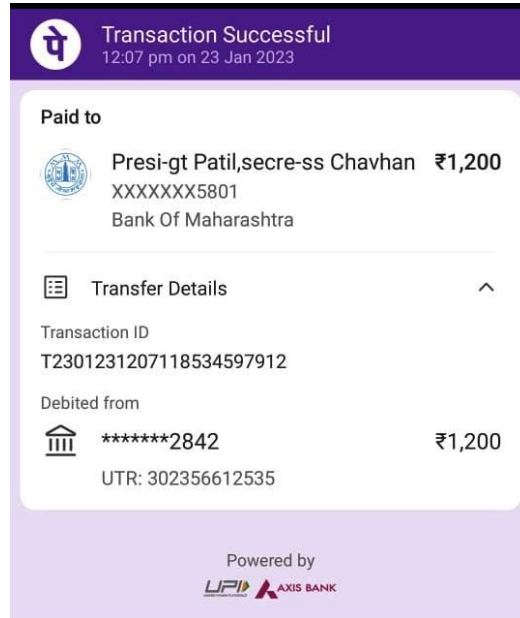 पे
Transaction Successful
12:07 pm on 23 Jan 2023
Paid to
Presi-gt Patil,secre-ss Chavhan ₹1,200
XXXXXXX5801
Bank Of Maharashtra
Transfer Details
Transaction ID
T2301231207118534597912
Debited from
*******2842 ₹1,200
UTR: 302356612535
Powered by
UPI AXIS BANK